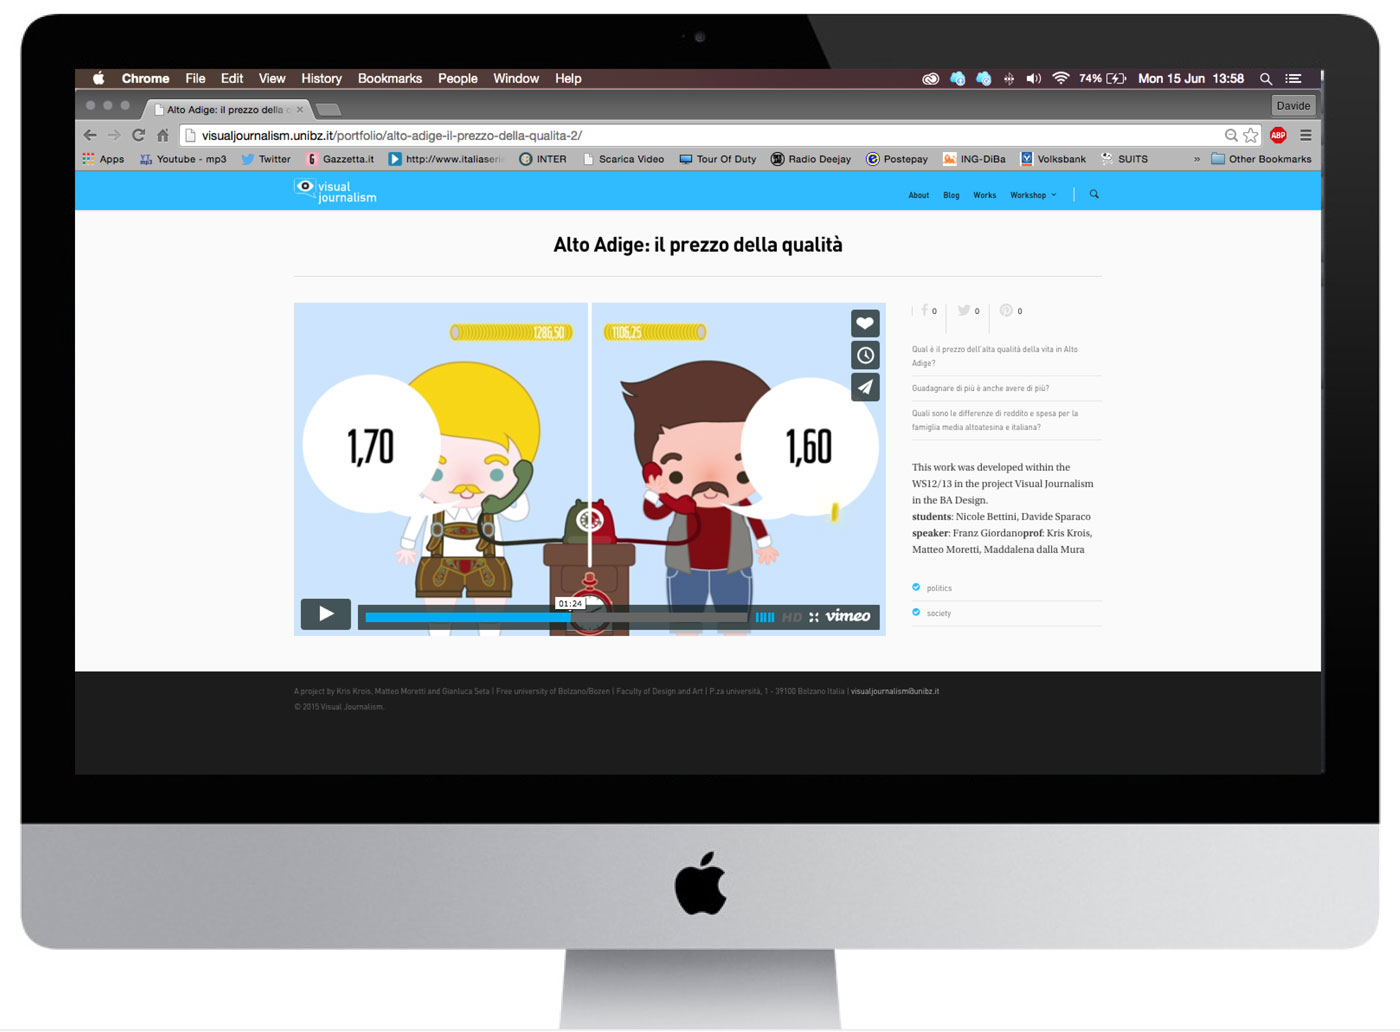 Chrome File Edit View History Bookmarks People Window Help
74% Mon 15 Jun 13:58
Alto Adige: il prezzo della
Davide
visualjournalism.unibz.it/portfolio/alto-adige-il-prezzo-della-qualita-2/
ABP
Apps Youtube - mp3 Twitter Gazzetta.it http://www.italiaseri INTER Scarica Video Tour Of Duty Radio Deejay Postepay ING-DiBa Volksbank SUITS » Other Bookmarks
visual
journalism
About Blog Works Workshop
Alto Adige: il prezzo della qualità
1286,50
1106,25
1,70
1,60
01:24
HD
vimeo
0 0 0
Qual è il prezzo dell'alta qualità della vita in Alto
Adige?
Guadagnare di più è anche avere di più?
Quali sono le differenze di reddito e spesa per la
famiglia media altoatesina e italiana?
This work was developed within the
WS12/13 in the project Visual Journalism
in the BA Design.
students: Nicole Bettini, Davide Sparaco
speaker: Franz Giordanoprof: Kris Krois,
Matteo Moretti, Maddalena dalla Mura
politics
society
A project by Kris Krois, Matteo Moretti and Gianluca Seta | Free university of Bolzano/Bozen | Faculty of Design and Art | P.za università, 1 - 39100 Bolzano Italia | visualjournalism@unibz.it
© 2015 Visual Journalism.